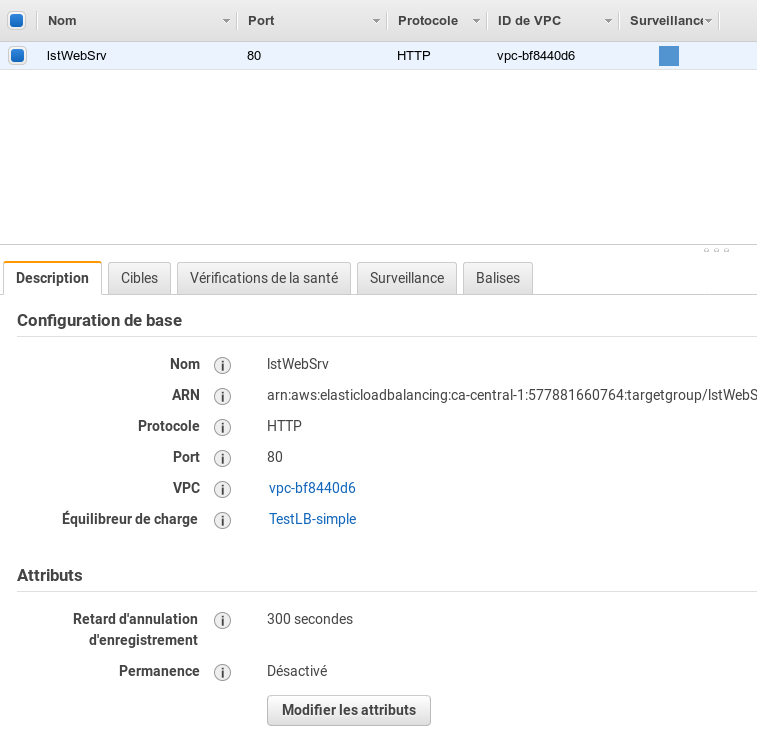 Nom Port Protocole ID de VPC Surveillance
lstWebSrv 80 HTTP vpc-bf8440d6
Description Cibles Vérifications de la santé Surveillance Balises
Configuration de base
Nom lstWebSrv
ARN arn:aws:elasticloadbalancing:ca-central-1:577881660764:targetgroup/lstWebS
Protocole HTTP
Port 80
VPC vpc-bf8440d6
Équilibreur de charge TestLB-simple
Attributs
Retard d'annulation 300 secondes
d'enregistrement
Permanence Désactivé
Modifier les attributs